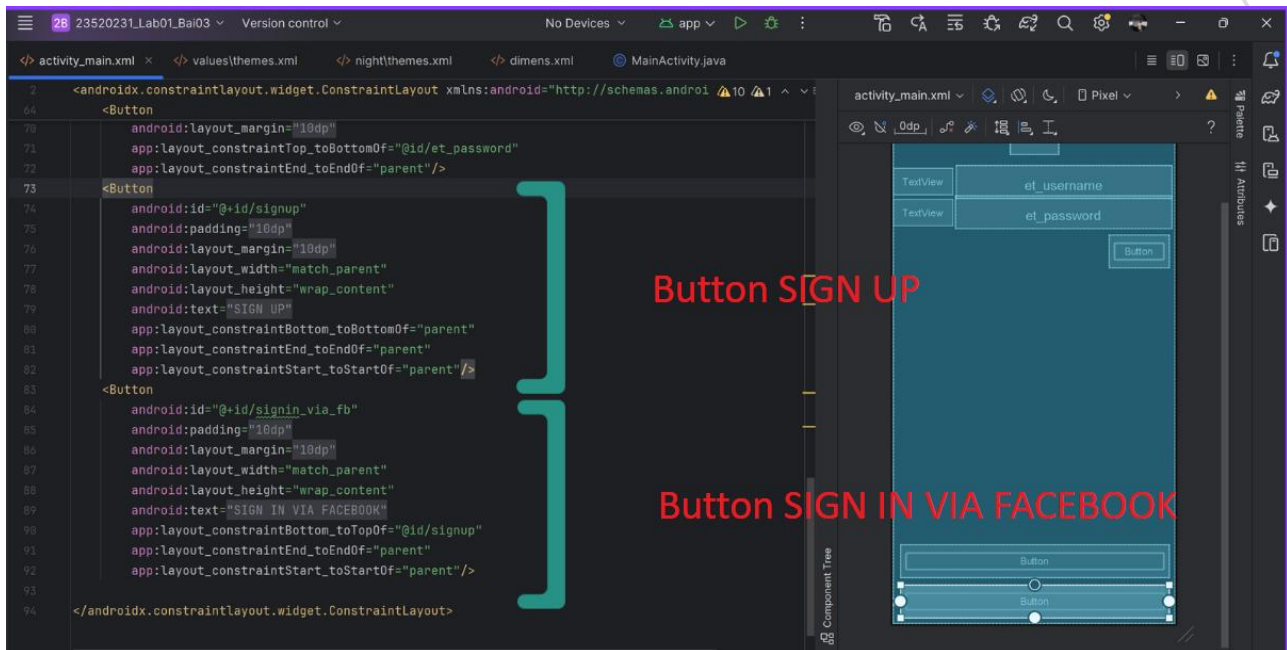 2B 23520231_Lab01_Bai03 Version control No Devices app
activity_main.xml values\themes.xml night\themes.xml dimens.xml MainActivity.java
2 <androidx.constraintlayout.widget.ConstraintLayout xmlns:android="http://schemas.androi 10 1
64 <Button
70 android:layout_margin="10dp"
71 app:layout_constraintTop_toBottomOf="@id/et_password"
72 app:layout_constraintEnd_toEndOf="parent"/>
73 <Button
74 android:id="@+id/signup"
75 android:padding="10dp"
76 android:layout_margin="10dp"
77 android:layout_width="match_parent"
78 android:layout_height="wrap_content"
79 android:text="SIGN UP"
80 app:layout_constraintBottom_toBottomOf="parent"
81 app:layout_constraintEnd_toEndOf="parent"
82 app:layout_constraintStart_toStartOf="parent"/>
83 <Button
84 android:id="@+id/signin_via_fb"
85 android:padding="10dp"
86 android:layout_margin="10dp"
87 android:layout_width="match_parent"
88 android:layout_height="wrap_content"
89 android:text="SIGN IN VIA FACEBOOK"
90 app:layout_constraintBottom_toTopOf="@id/signup"
91 app:layout_constraintEnd_toEndOf="parent"
92 app:layout_constraintStart_toStartOf="parent"/>
93
94 </androidx.constraintlayout.widget.ConstraintLayout>
Button SIGN UP
Button SIGN IN VIA FACEBOOK
activity_main.xml Pixel
0dp
?
TextView et_username
TextView et_password
Button
Button
Button
Component Tree
Palette
Attributes